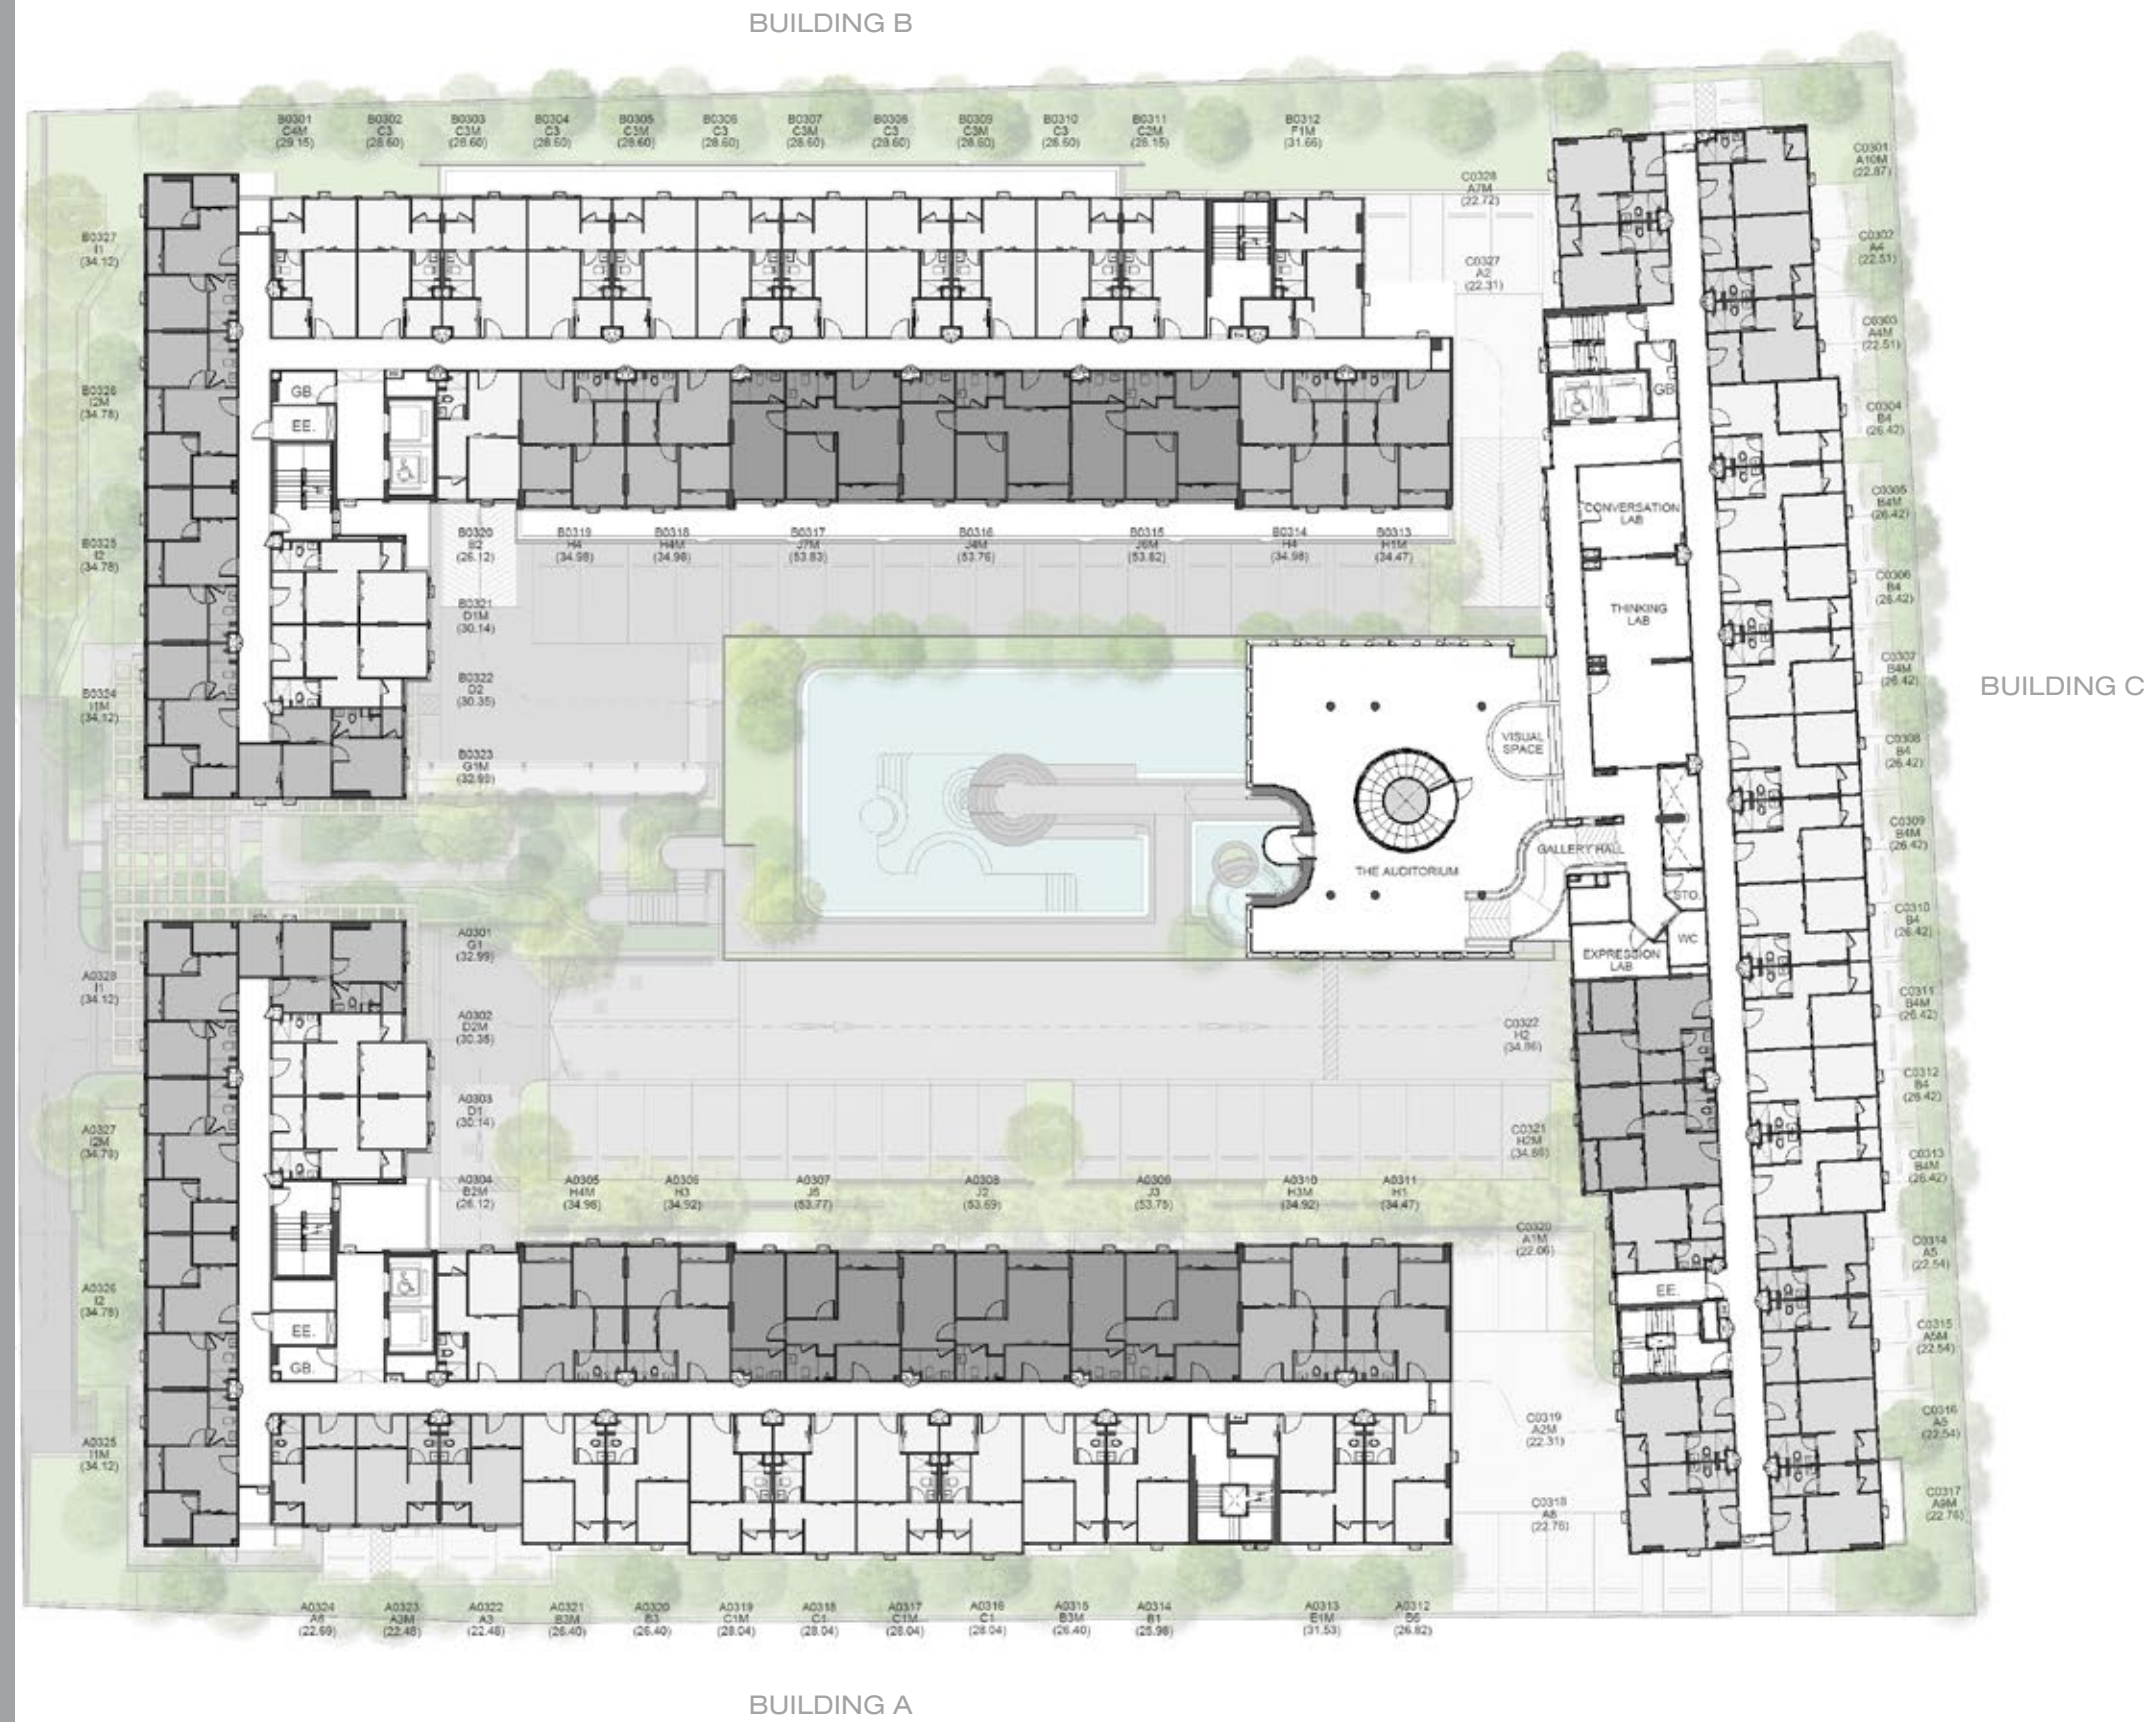 BUILDING B
B0301
C4M
(29.15)
B0302
C3
(28.60)
B0303
C3M
(28.60)
B0304
C3
(28.60)
B0305
C3M
(28.60)
B0306
C3
(28.60)
B0307
C3M
(28.60)
B0308
C3
(28.60)
B0309
C3M
(28.60)
B0310
C3
(28.60)
B0311
C2M
(28.15)
B0312
F1M
(31.66)
B0327
I1
(34.12)
B0326
I2M
(34.78)
B0325
I2
(34.78)
B0324
I1M
(34.12)
GB.
EE.
B0320
B2
(26.12)
B0319
H4
(34.98)
B0318
H4M
(34.98)
B0317
J7M
(53.83)
B0316
J4M
(53.76)
B0315
J6M
(53.82)
B0314
H4
(34.98)
B0313
H1M
(34.47)
B0321
D1M
(30.14)
B0322
D2
(30.35)
B0323
G1M
(32.99)
C0328
A7M
(22.72)
C0327
A2
(22.31)
GB.
CONVERSATION
LAB
THINKING
LAB
VISUAL
SPACE
THE AUDITORIUM
GALLERY HALL
STO.
WC
EXPRESSION
LAB
C0301
A10M
(22.87)
C0302
A4
(22.51)
C0303
A4M
(22.51)
C0304
B4
(26.42)
C0305
B4M
(26.42)
C0306
B4
(26.42)
C0307
B4M
(26.42)
BUILDING C
C0308
B4
(26.42)
C0309
B4M
(26.42)
C0310
B4
(26.42)
C0311
B4M
(26.42)
C0312
B4
(26.42)
C0313
B4M
(26.42)
C0314
A5
(22.54)
C0315
A5M
(22.54)
C0316
A5
(22.54)
C0317
A9M
(22.76)
C0322
H2
(34.86)
C0321
H2M
(34.86)
C0320
A1M
(22.06)
EE.
C0319
A2M
(22.31)
C0318
A8
(22.76)
A0328
I1
(34.12)
A0327
I2M
(34.78)
A0326
I2
(34.78)
A0325
I1M
(34.12)
A0301
G1
(32.99)
A0302
D2M
(30.35)
A0303
D1
(30.14)
A0304
B2M
(26.12)
A0305
H4M
(34.98)
A0306
H3
(34.92)
A0307
J5
(53.77)
A0308
J2
(53.69)
A0309
J3
(53.75)
A0310
H3M
(34.92)
A0311
H1
(34.47)
EE.
GB.
A0324
A6
(22.69)
A0323
A3M
(22.48)
A0322
A3
(22.48)
A0321
B3M
(26.40)
A0320
B3
(26.40)
A0319
C1M
(28.04)
A0318
C1
(28.04)
A0317
C1M
(28.04)
A0316
C1
(28.04)
A0315
B3M
(26.40)
A0314
B1
(25.98)
A0313
E1M
(31.53)
A0312
(26.82)
BUILDING A